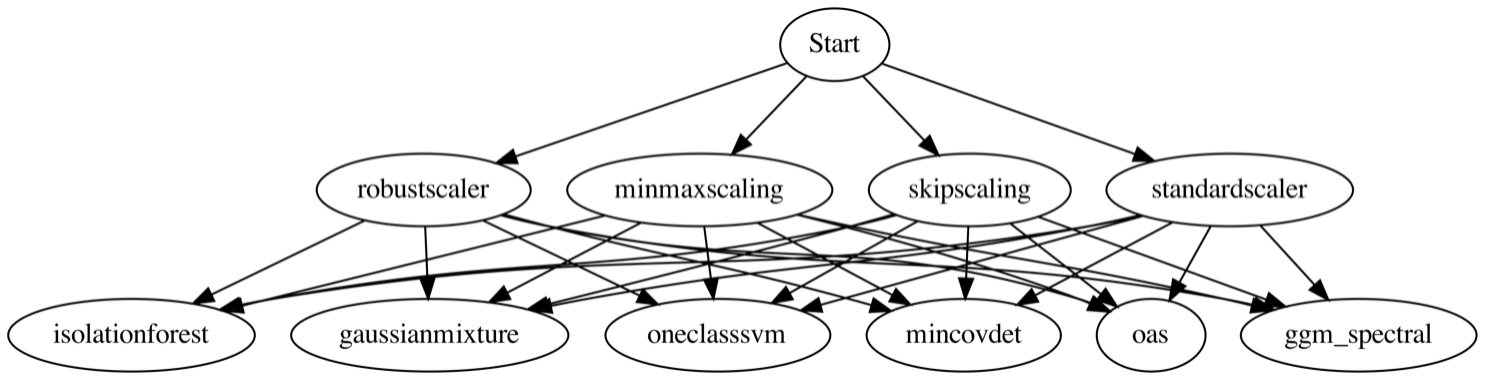 Start
robustscaler
minmaxscaling
skipscaling
standardscaler
isolationforest
gaussianmixture
oneclasssvm
mincovdet
oas
ggm_spectral